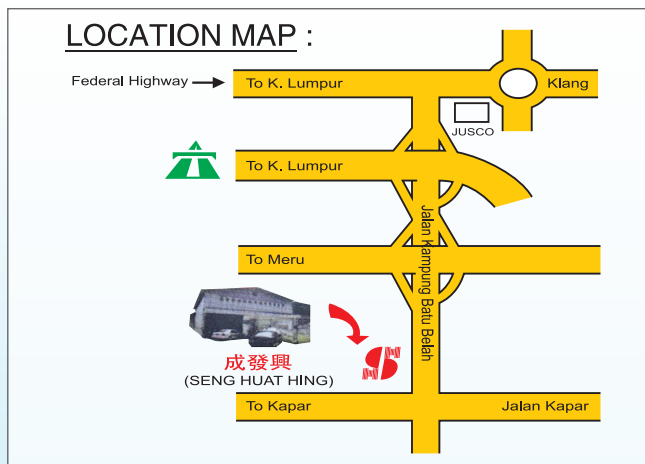 LOCATION MAP :
Federal Highway
To K. Lumpur
Klang
JUSCO
To K. Lumpur
Jalan Kampung Batu Belah
To Meru
成發興
(SENG HUAT HING)
To Kapar
Jalan Kapar